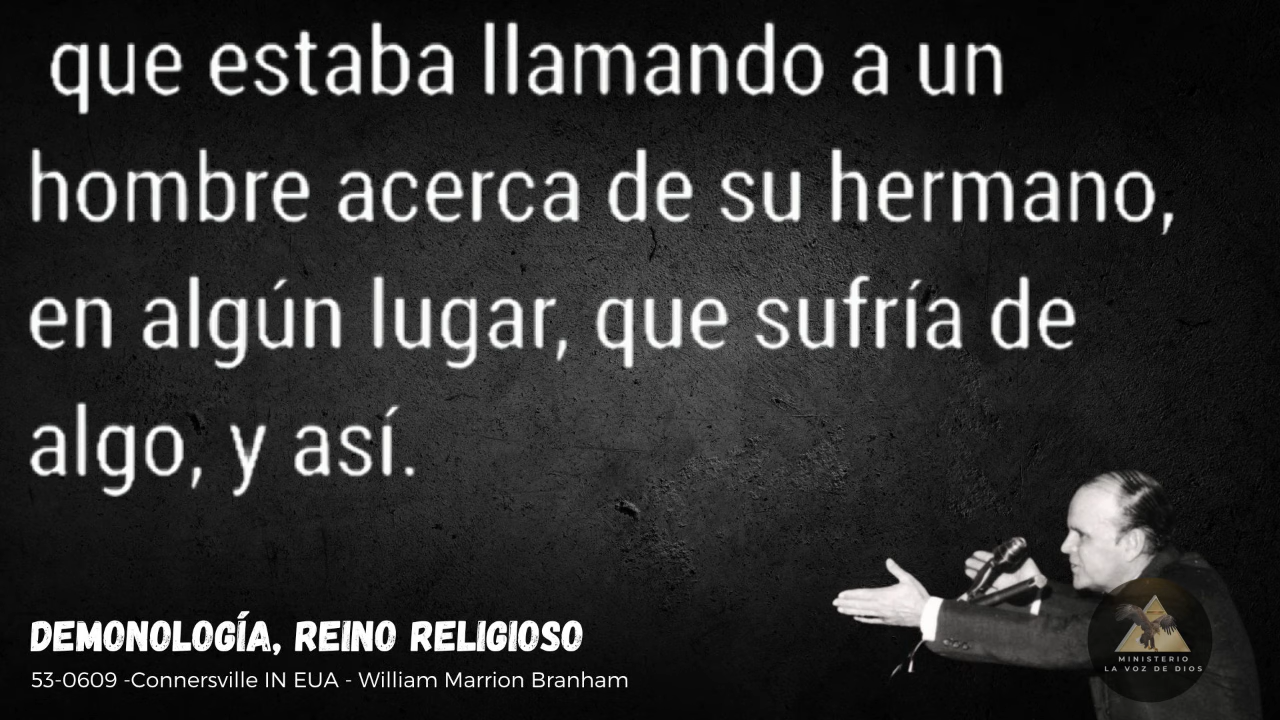 que estaba llamando a un
hombre acerca de su hermano,
en algún lugar, que sufría de
algo, y así.
DEMONOLOGÍA, REINO RELIGIOSO
53-0609 -Connersville IN EUA - William Marrion Branham
MINISTERIO
LA VOZ DE DIOS